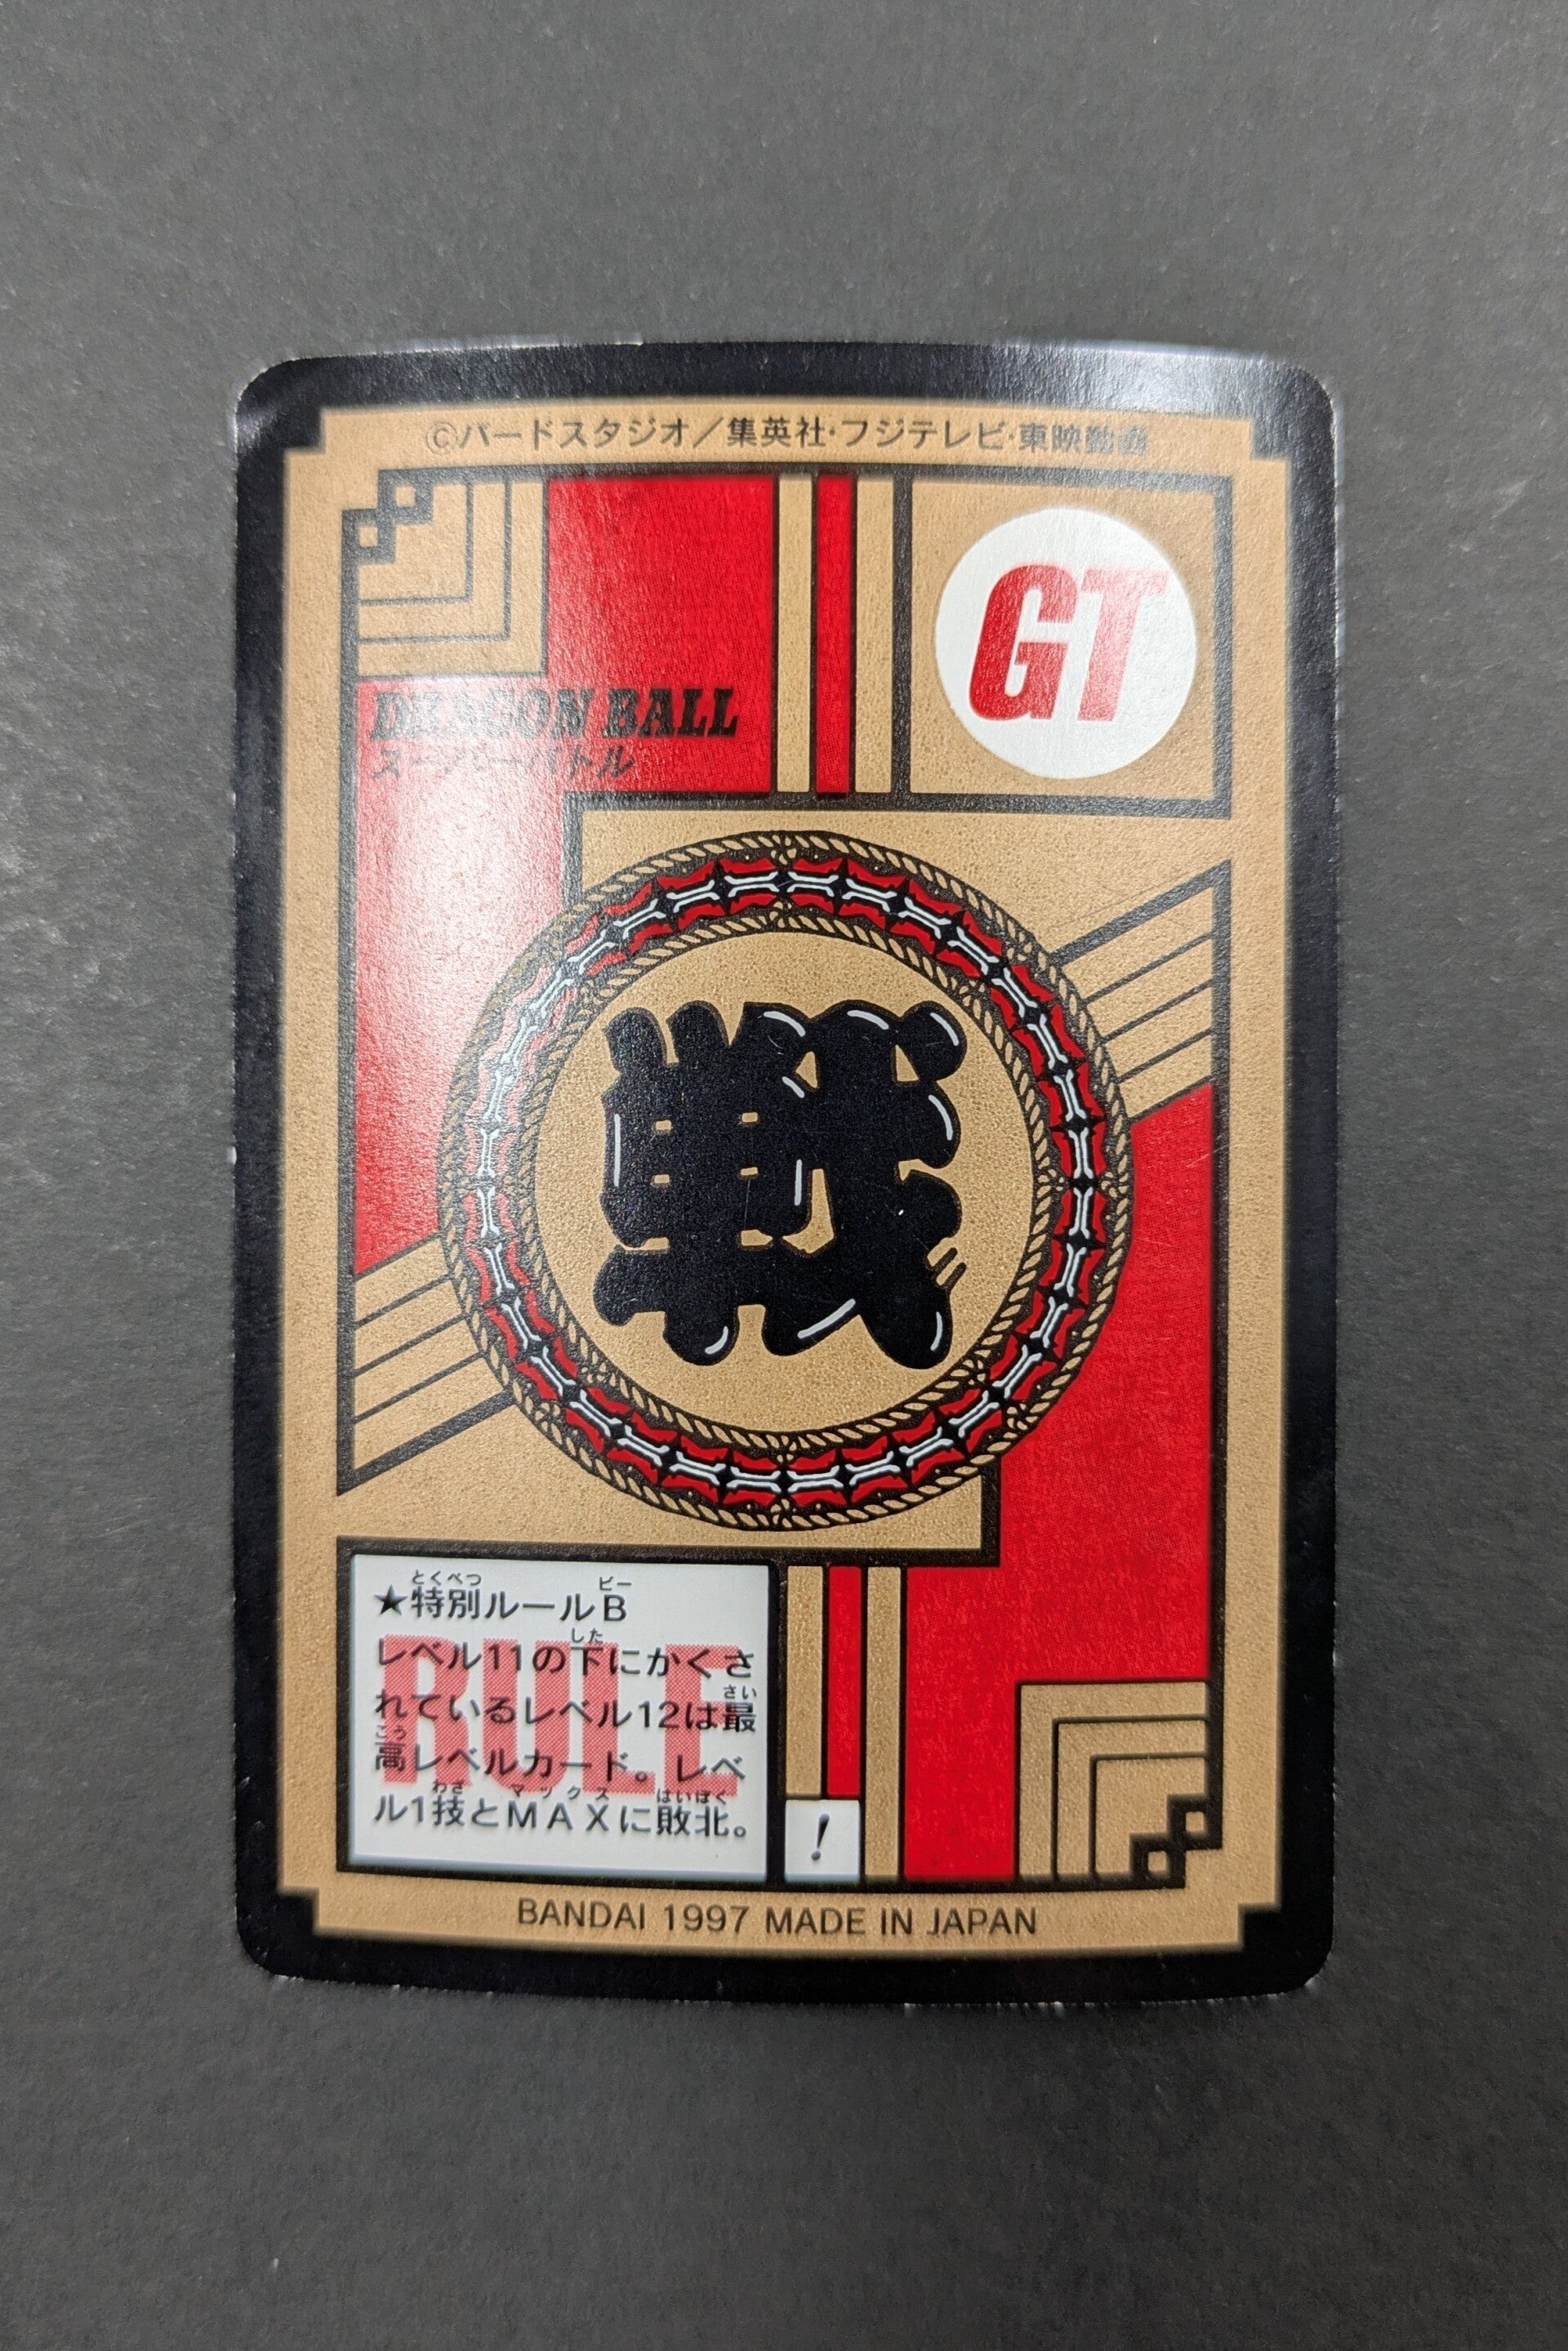 ©バードスタジオ／集英社・フジテレビ・東映動画
GT
DRAGON BALL
スーパーバトル
戦
とくべつ ビー
★特別ルールB
した
レベル11の下にかくさ
さい
れているレベル12は最
こう
高レベルカード。レベ
わざ マックス はいぼく
ル1技とMAXに敗北。
RULE
!
BANDAI 1997 MADE IN JAPAN